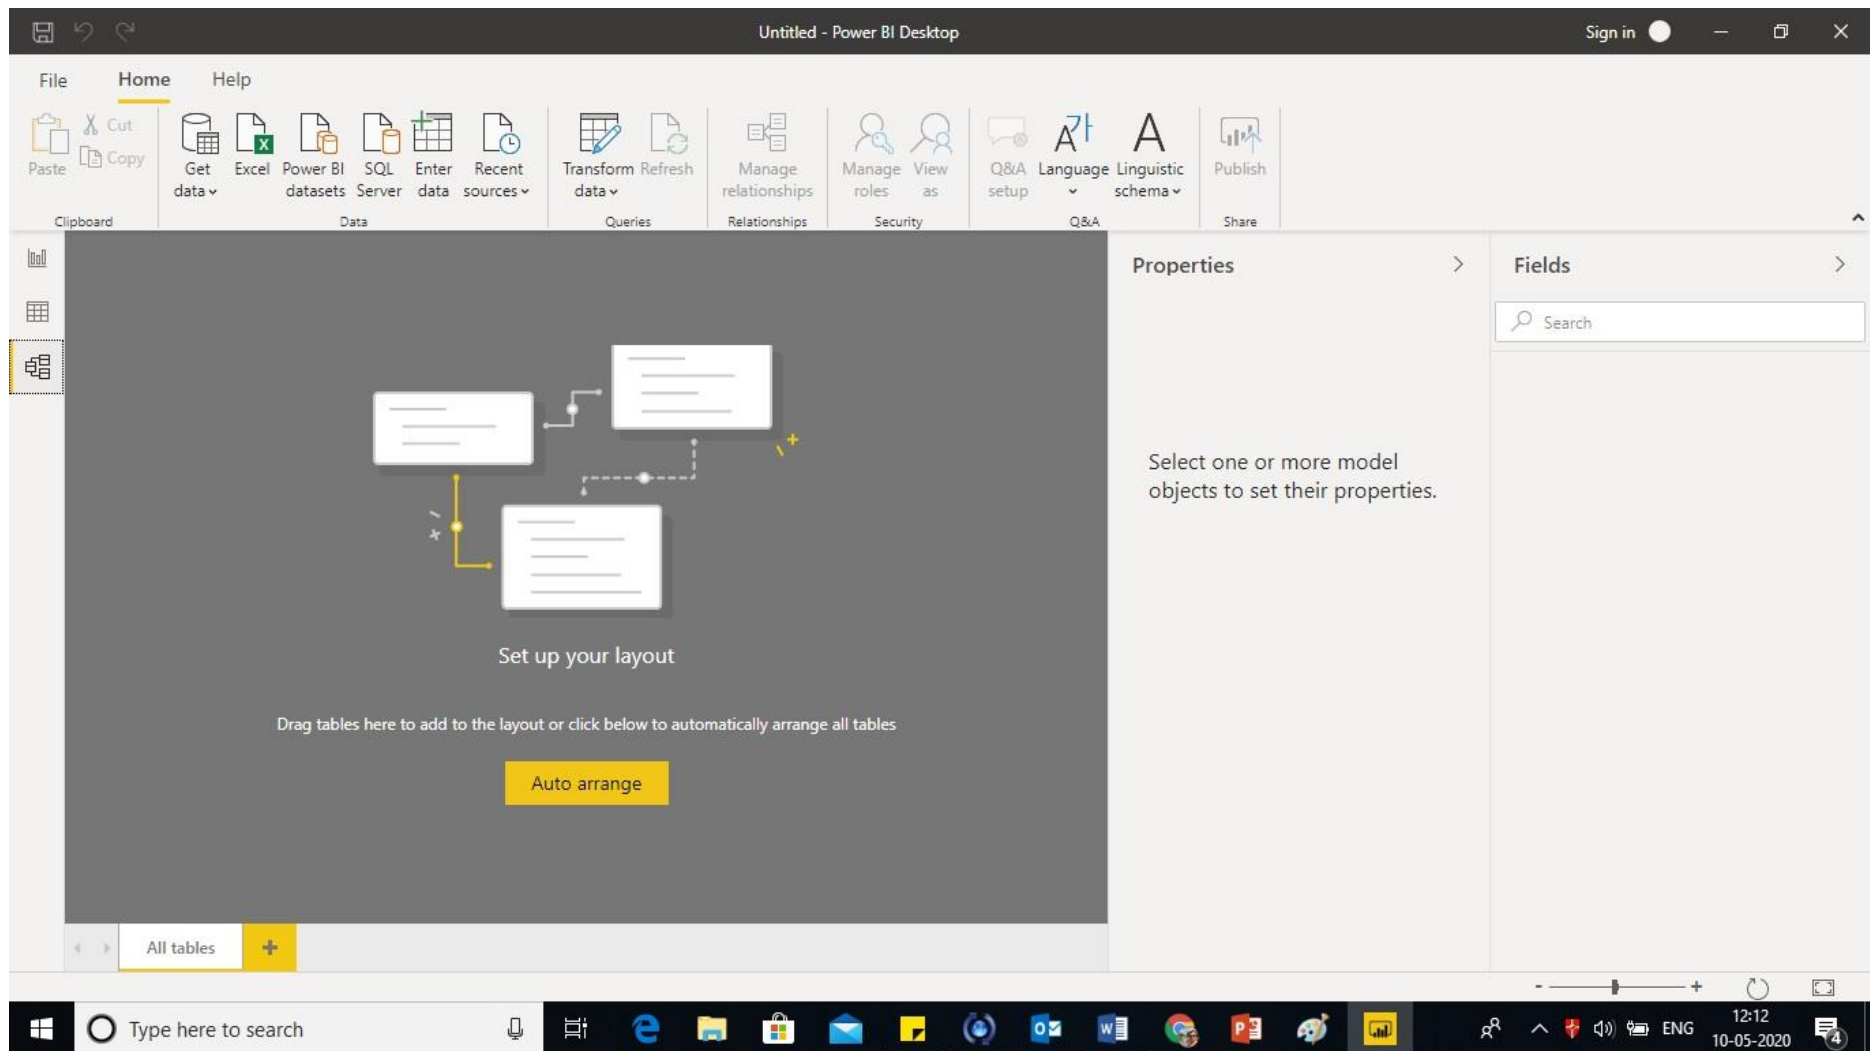 Untitled - Power BI Desktop
Sign in
File Home Help
Paste
Cut
Copy
Get data
Excel
Power BI datasets
SQL Server
Enter data
Recent sources
Transform data
Refresh
Manage relationships
Manage roles
View as
Q&A setup
Language
Linguistic schema
Publish
Clipboard Data Queries Relationships Security Q&A Share
Properties
Fields
Search
Select one or more model
objects to set their properties.
Set up your layout
Drag tables here to add to the layout or click below to automatically arrange all tables
Auto arrange
All tables
Type here to search
ENG
12:12
10-05-2020
4